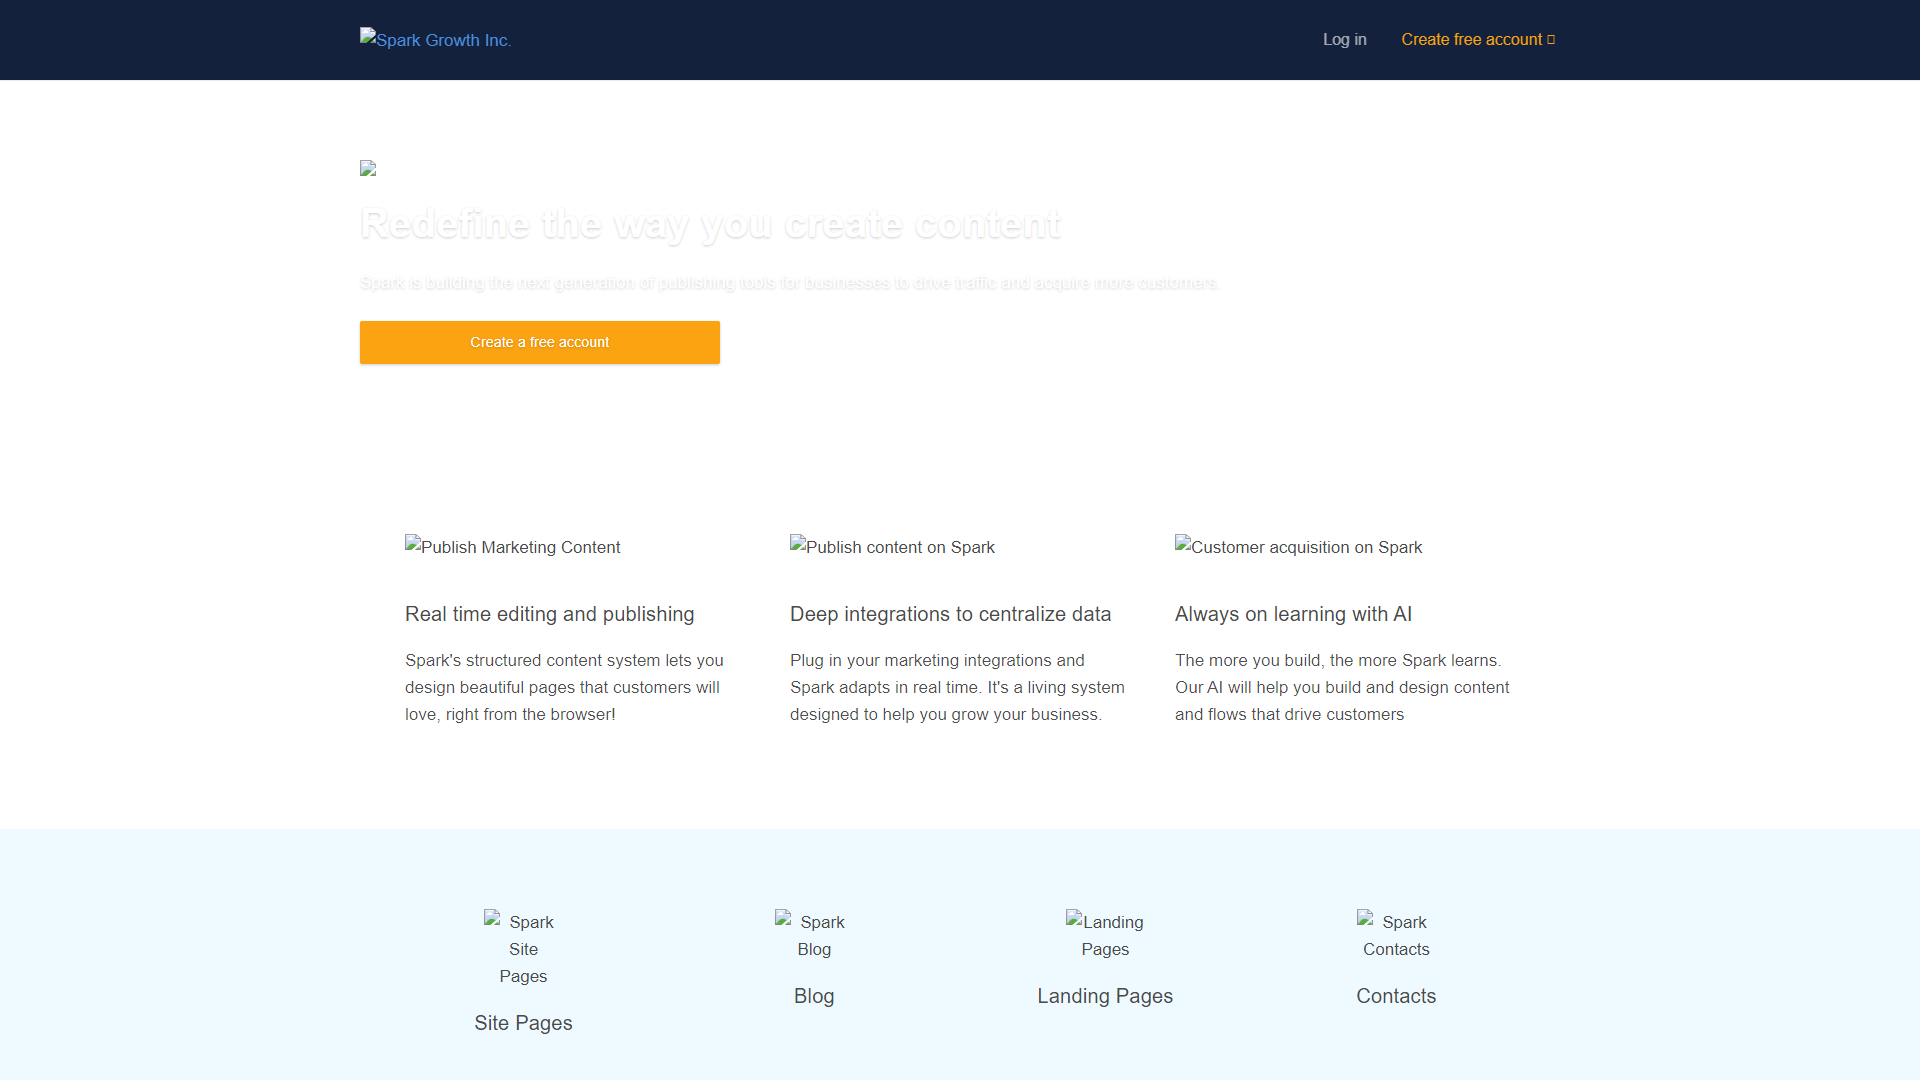 Spark Growth Inc.
Log in
Create free account
Redefine the way you create content
Spark is building the next generation of publishing tools for businesses to drive traffic and acquire more customers.
Create a free account
Publish Marketing Content
Publish content on Spark
Customer acquisition on Spark
Real time editing and publishing
Spark's structured content system lets you
design beautiful pages that customers will
love, right from the browser!
Deep integrations to centralize data
Plug in your marketing integrations and
Spark adapts in real time. It's a living system
designed to help you grow your business.
Always on learning with AI
The more you build, the more Spark learns.
Our AI will help you build and design content
and flows that drive customers
Spark
Site
Pages
Site Pages
Spark
Blog
Blog
Landing
Pages
Landing Pages
Spark
Contacts
Contacts